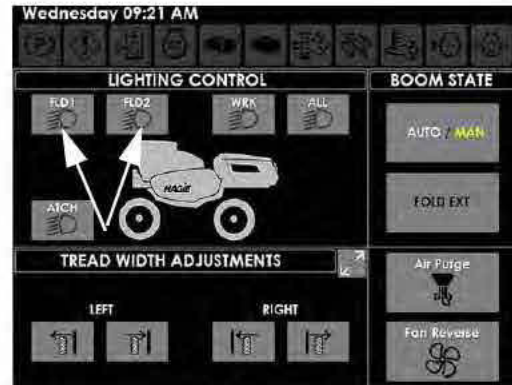 Wednesday 09:21 AM
LIGHTING CONTROL
BOOM STATE
FLD1 FLD2 WRK ALL
AUTO / MAN
HAGIE
FOLD EXT
ATCH
TREAD WIDTH ADJUSTMENTS
Air Purge
LEFT RIGHT
Fan Reverse